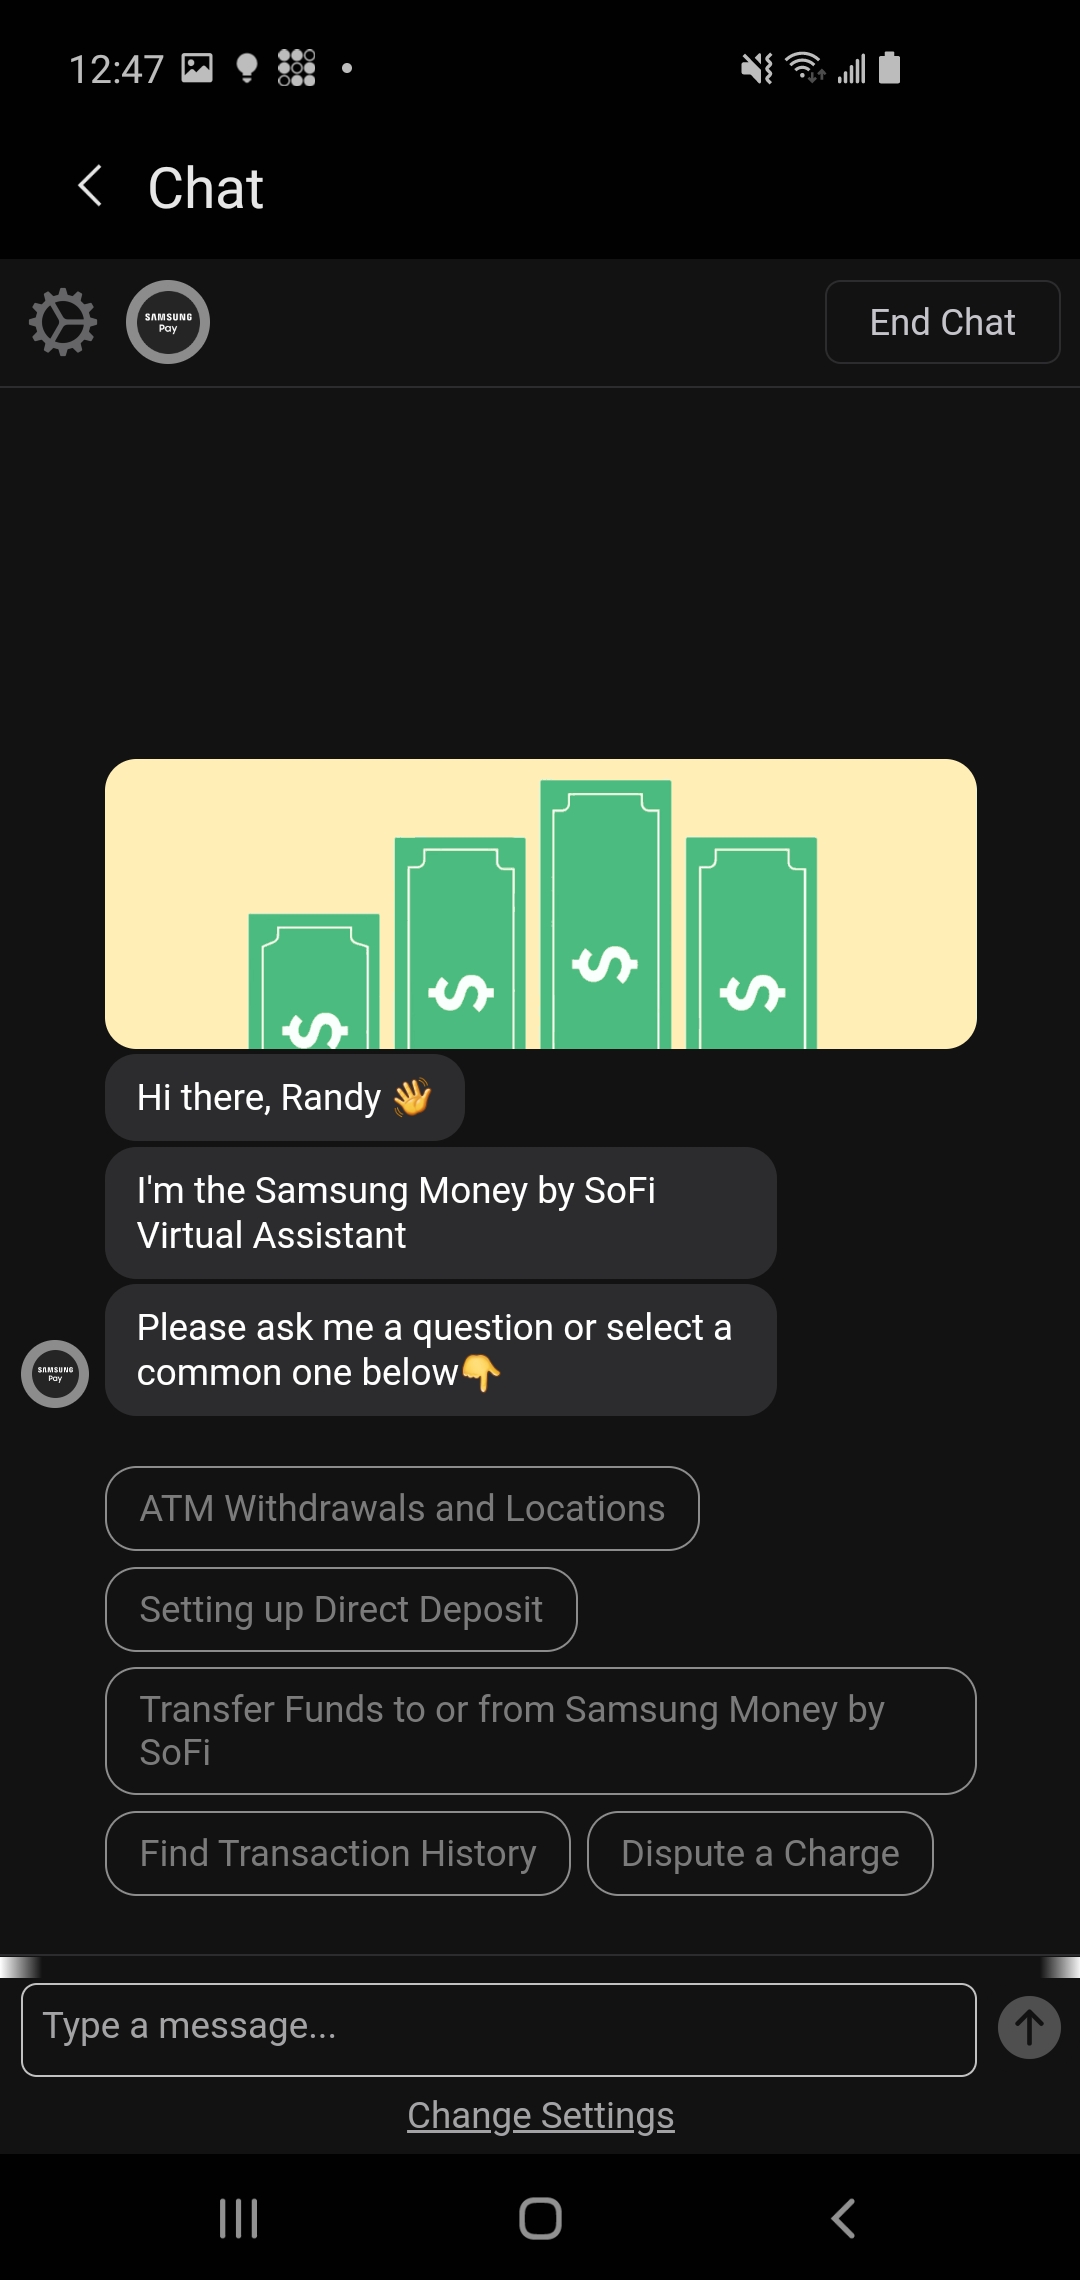 12:47
Chat
SAMSUNG
Pay
End Chat
$ $ $ $
Hi there, Randy 👋
I'm the Samsung Money by SoFi
Virtual Assistant
Please ask me a question or select a
common one below👇
SAMSUNG
Pay
ATM Withdrawals and Locations
Setting up Direct Deposit
Transfer Funds to or from Samsung Money by
SoFi
Find Transaction History
Dispute a Charge
Type a message...
Change Settings